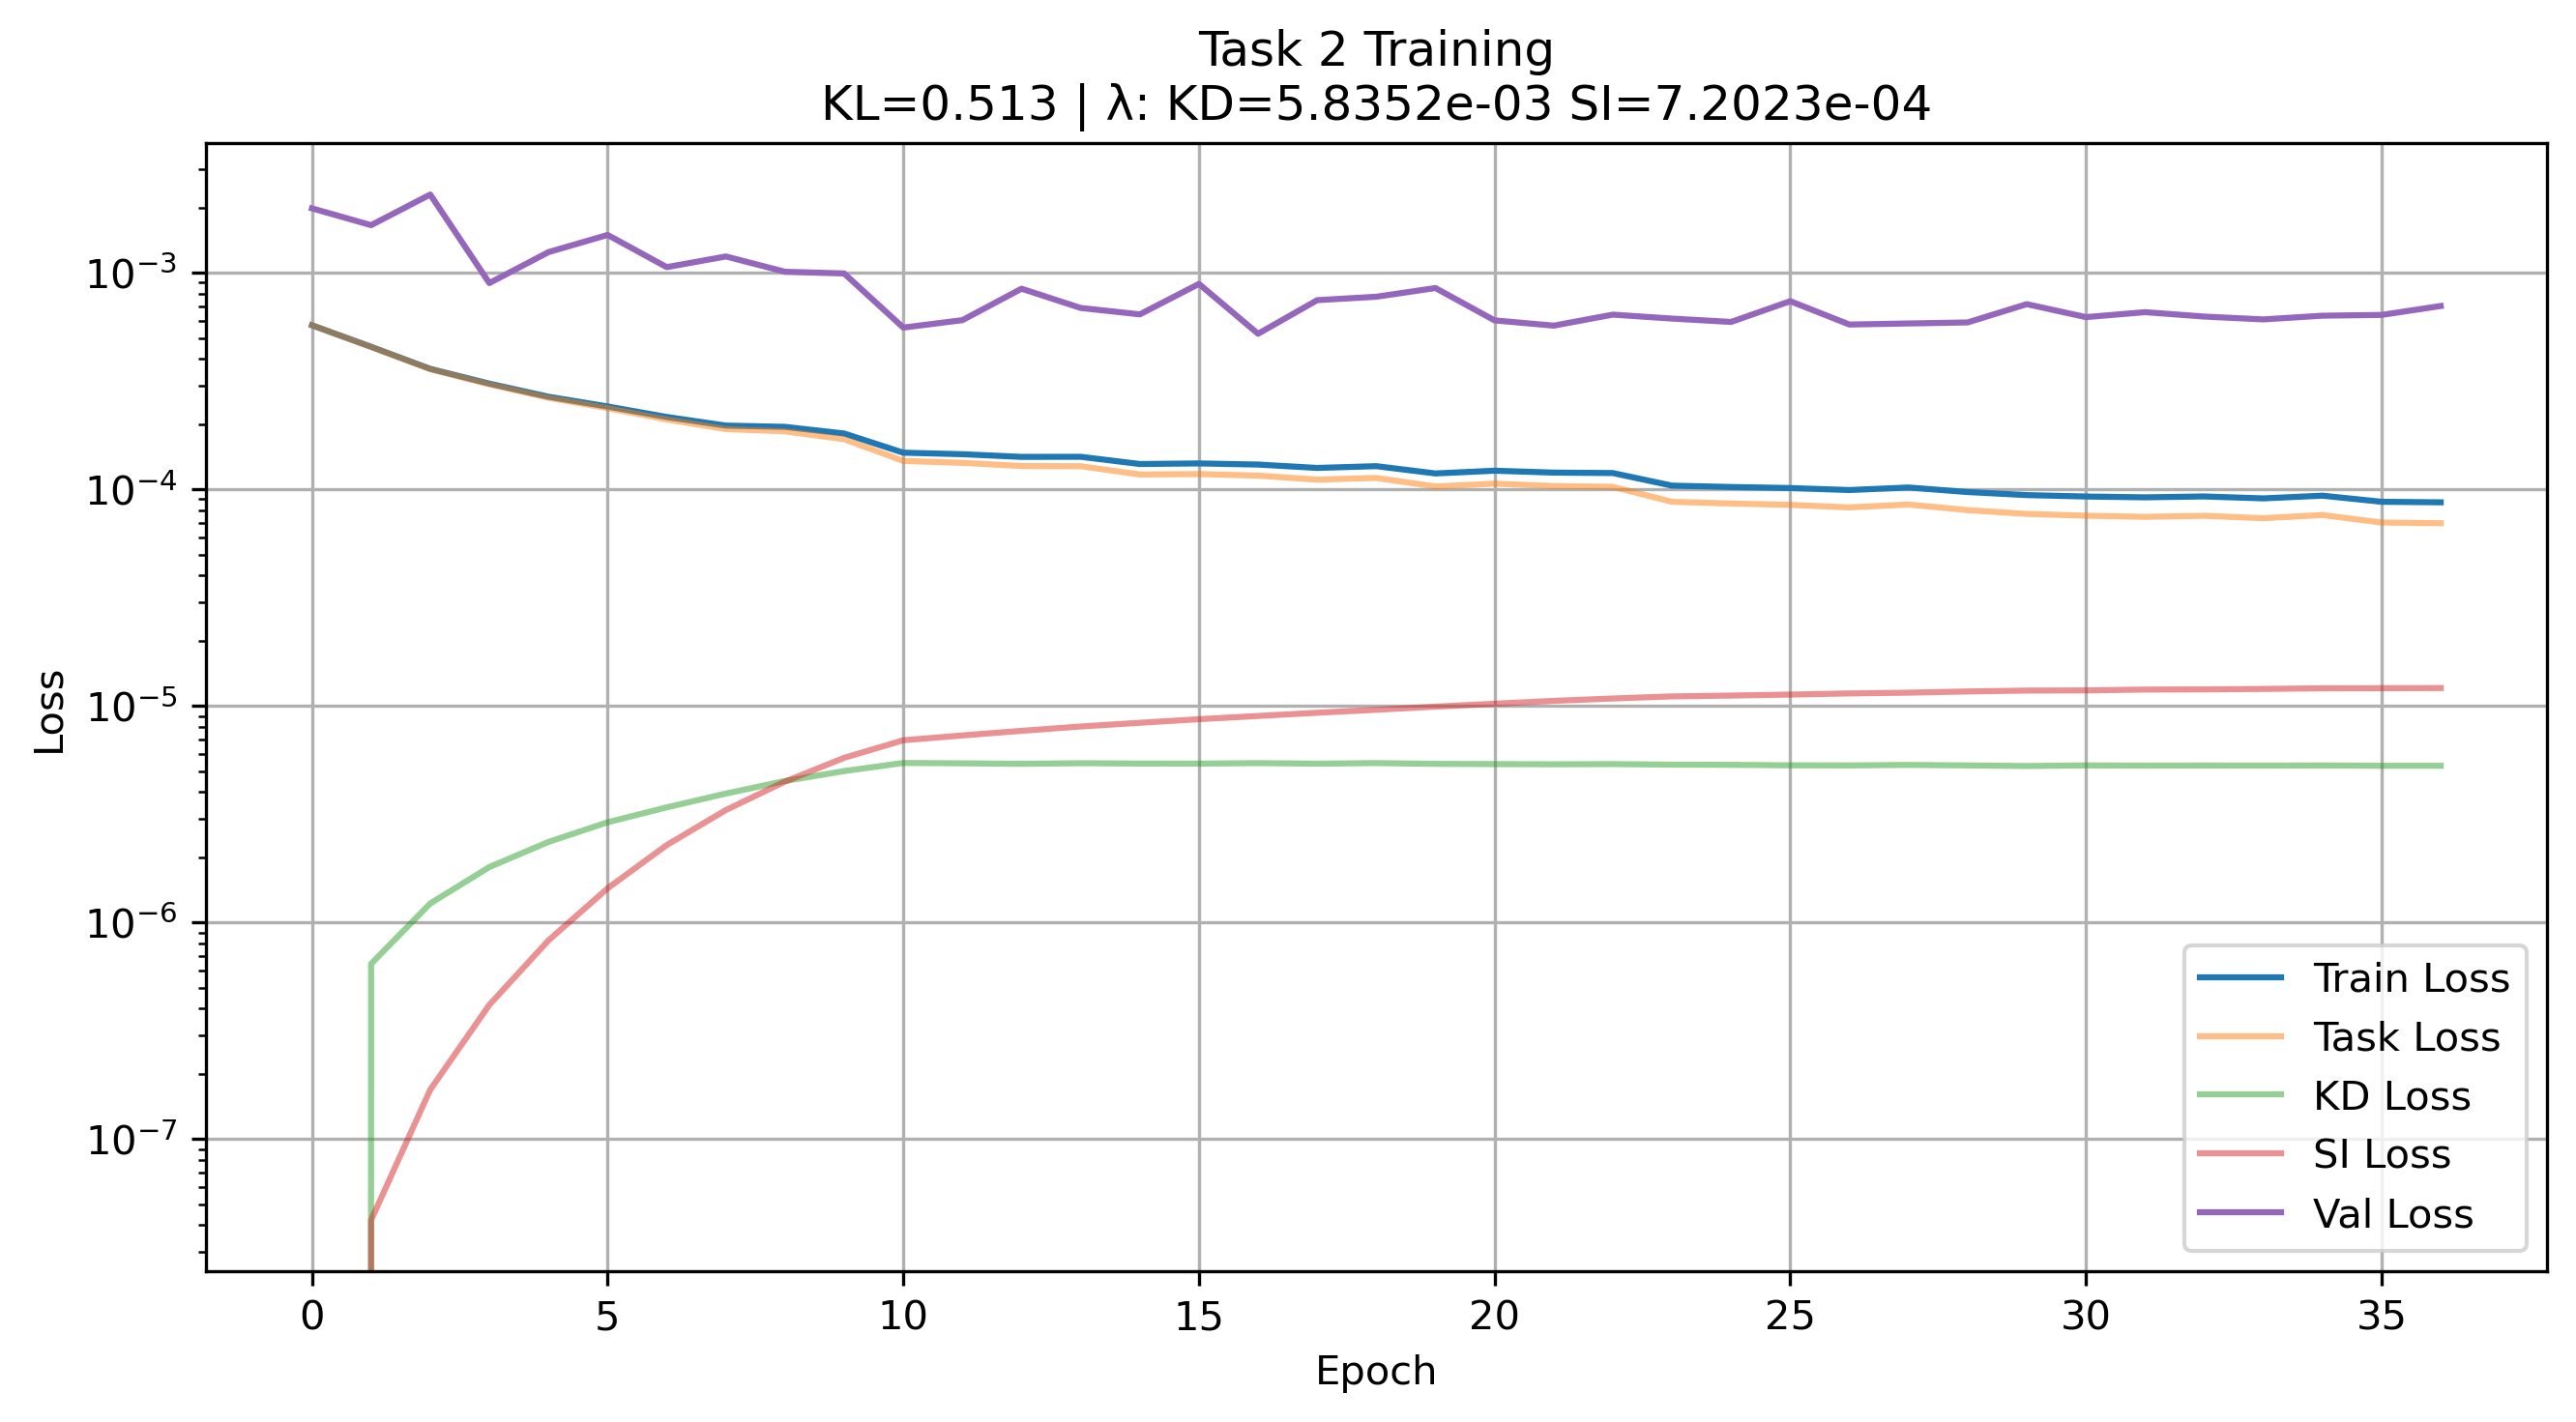 Task 2 Training
KL=0.513 | λ: KD=5.8352e-03 SI=7.2023e-04
Loss
10⁻³
10⁻⁴
10⁻⁵
10⁻⁶
10⁻⁷
Train Loss
Task Loss
KD Loss
SI Loss
Val Loss
0 5 10 15 20 25 30 35
Epoch